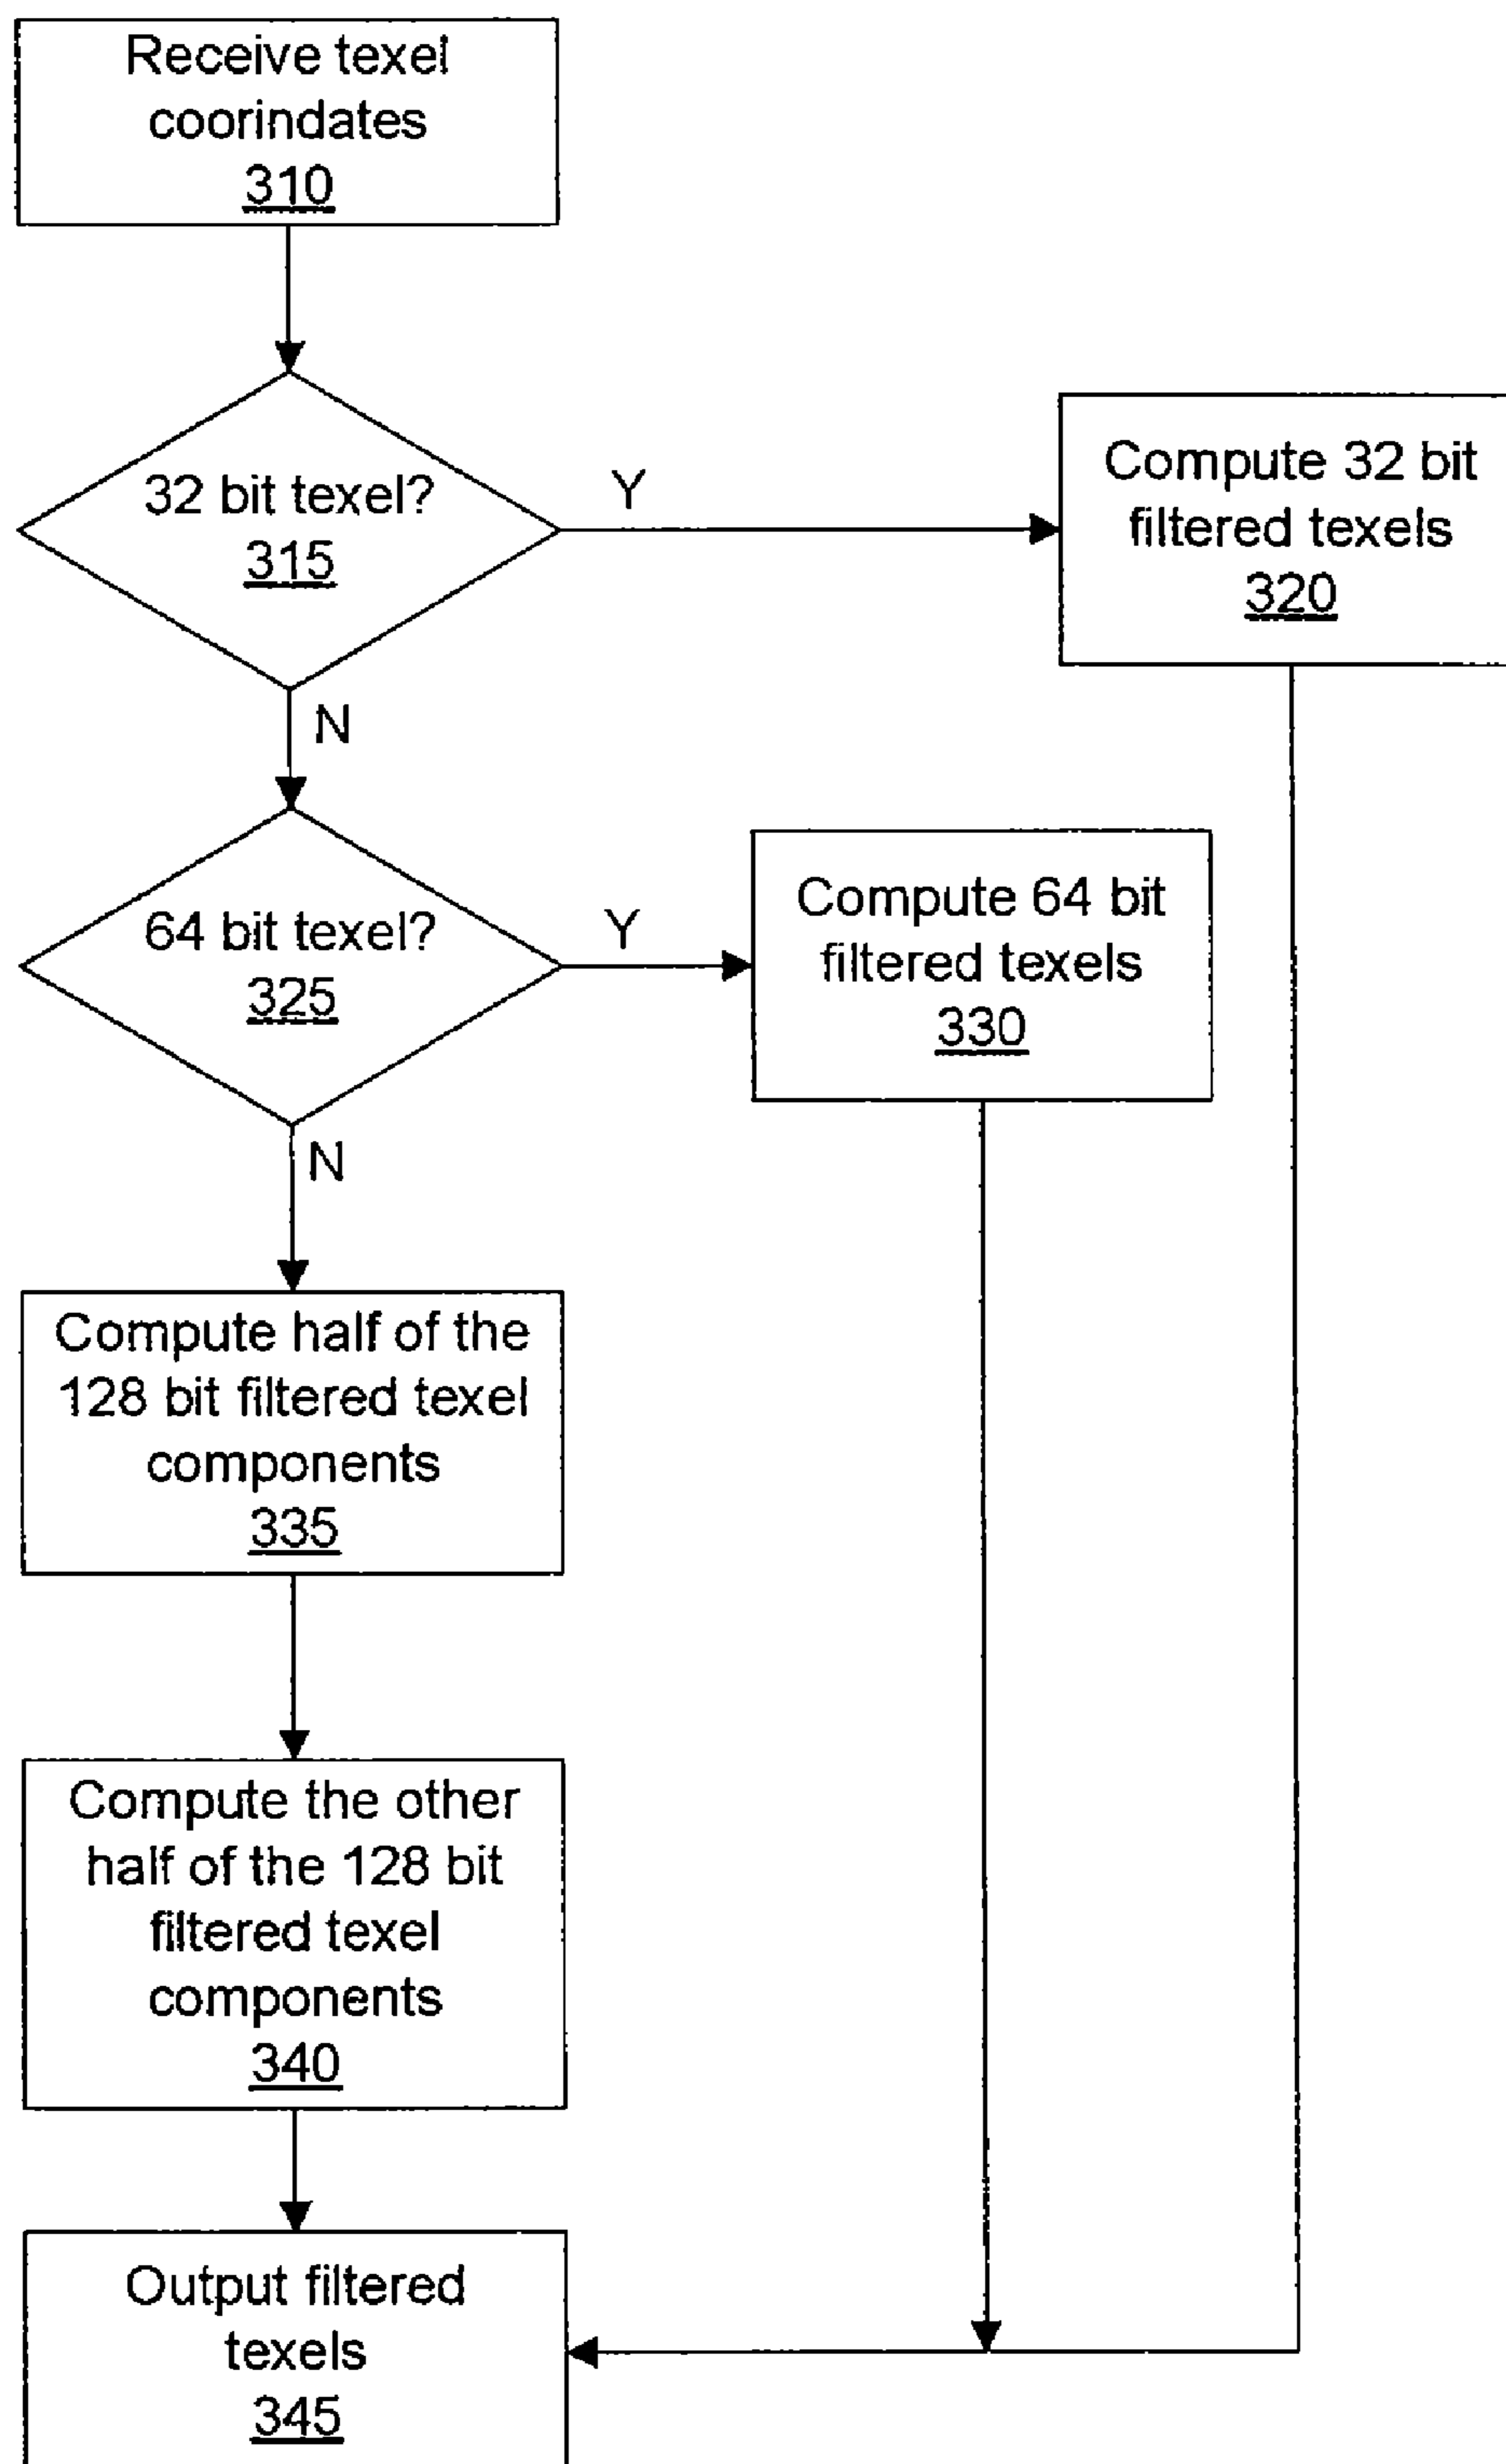 Receive texel
coorindates
310
32 bit texel?
315
Y
N
Compute 32 bit
filtered texels
320
64 bit texel?
325
Y
N
Compute 64 bit
filtered texels
330
Compute half of the
128 bit filtered texel
components
335
Compute the other
half of the 128 bit
filtered texel
components
340
Output filtered
texels
345